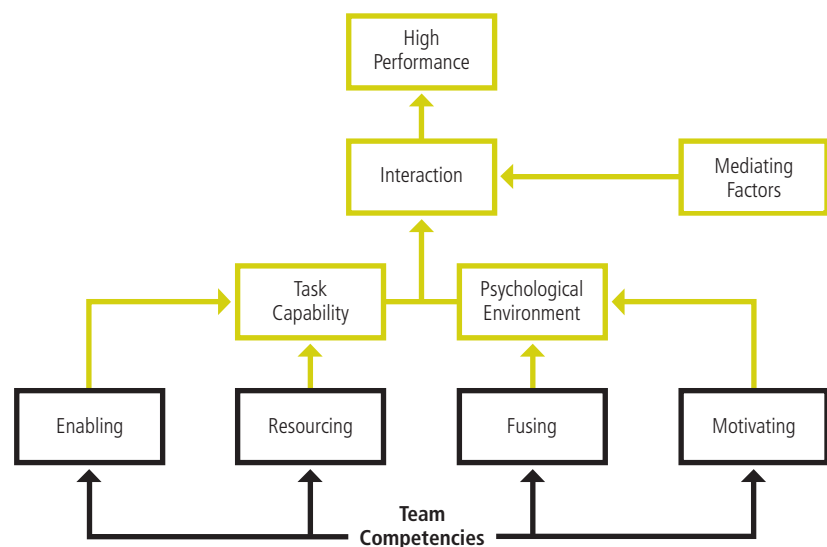 High
Performance
Interaction
Mediating
Factors
Task
Capability
Psychological
Environment
Enabling
Resourcing
Fusing
Motivating
Team
Competencies